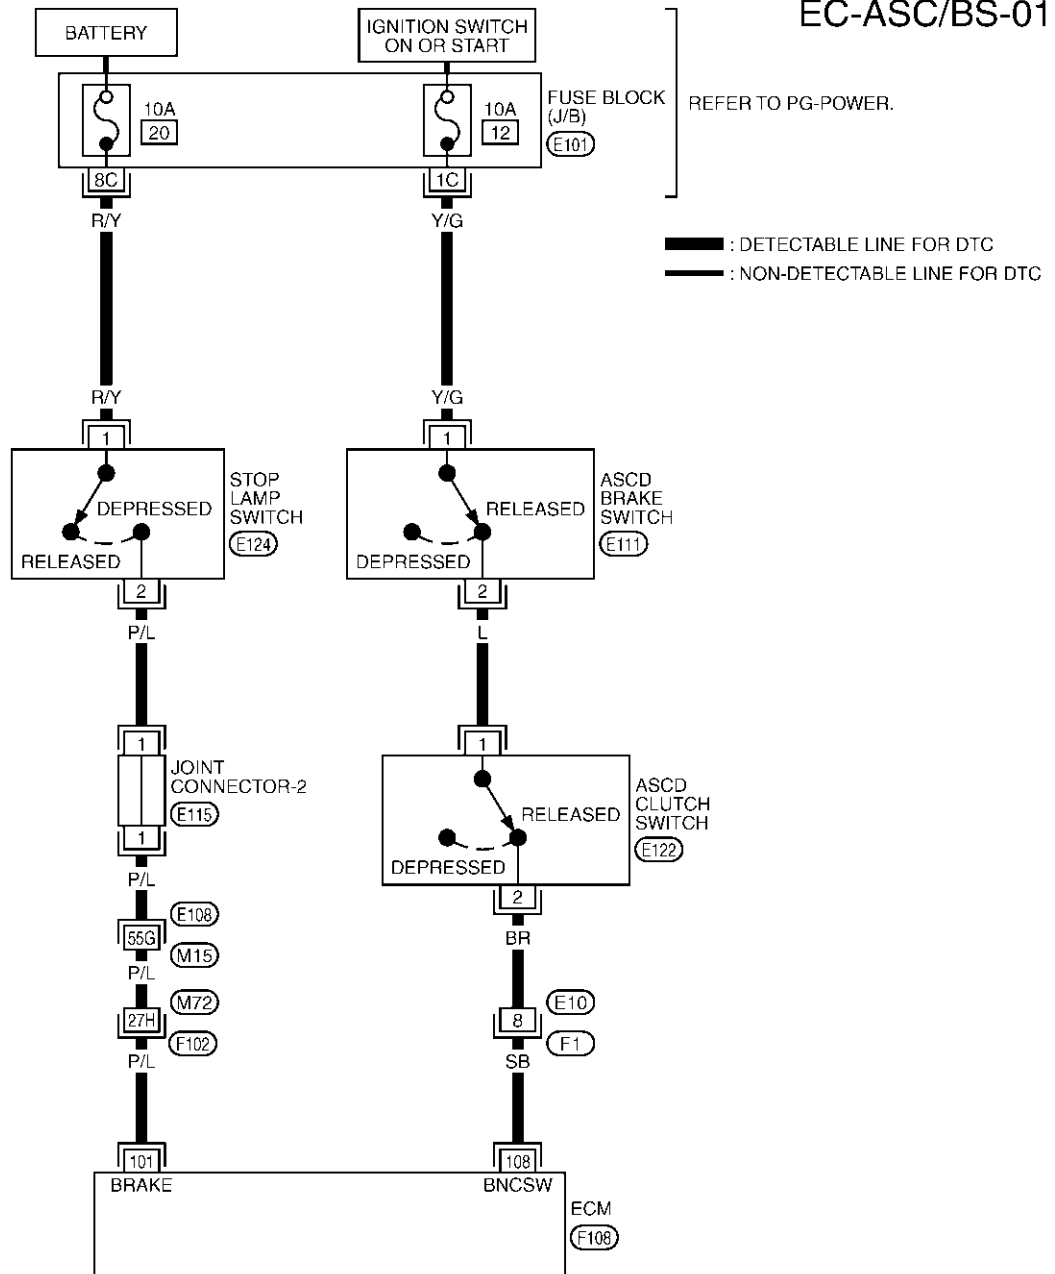 EC-ASC/BS-01
BATTERY
IGNITION SWITCH
ON OR START
10A
20
10A
12
FUSE BLOCK
(J/B)
E101
REFER TO PG-POWER.
8C
1C
R/Y
Y/G
: DETECTABLE LINE FOR DTC
: NON-DETECTABLE LINE FOR DTC
R/Y
Y/G
1
1
DEPRESSED
RELEASED
STOP
LAMP
SWITCH
E124
RELEASED
DEPRESSED
ASCD
BRAKE
SWITCH
E111
2
2
P/L
L
1
1
JOINT
CONNECTOR-2
E115
1
RELEASED
DEPRESSED
ASCD
CLUTCH
SWITCH
E122
P/L
2
E108
55G
M15
BR
P/L
M72
27H
F102
E10
8
F1
P/L
SB
101
108
BRAKE
BNCSW
ECM
F108